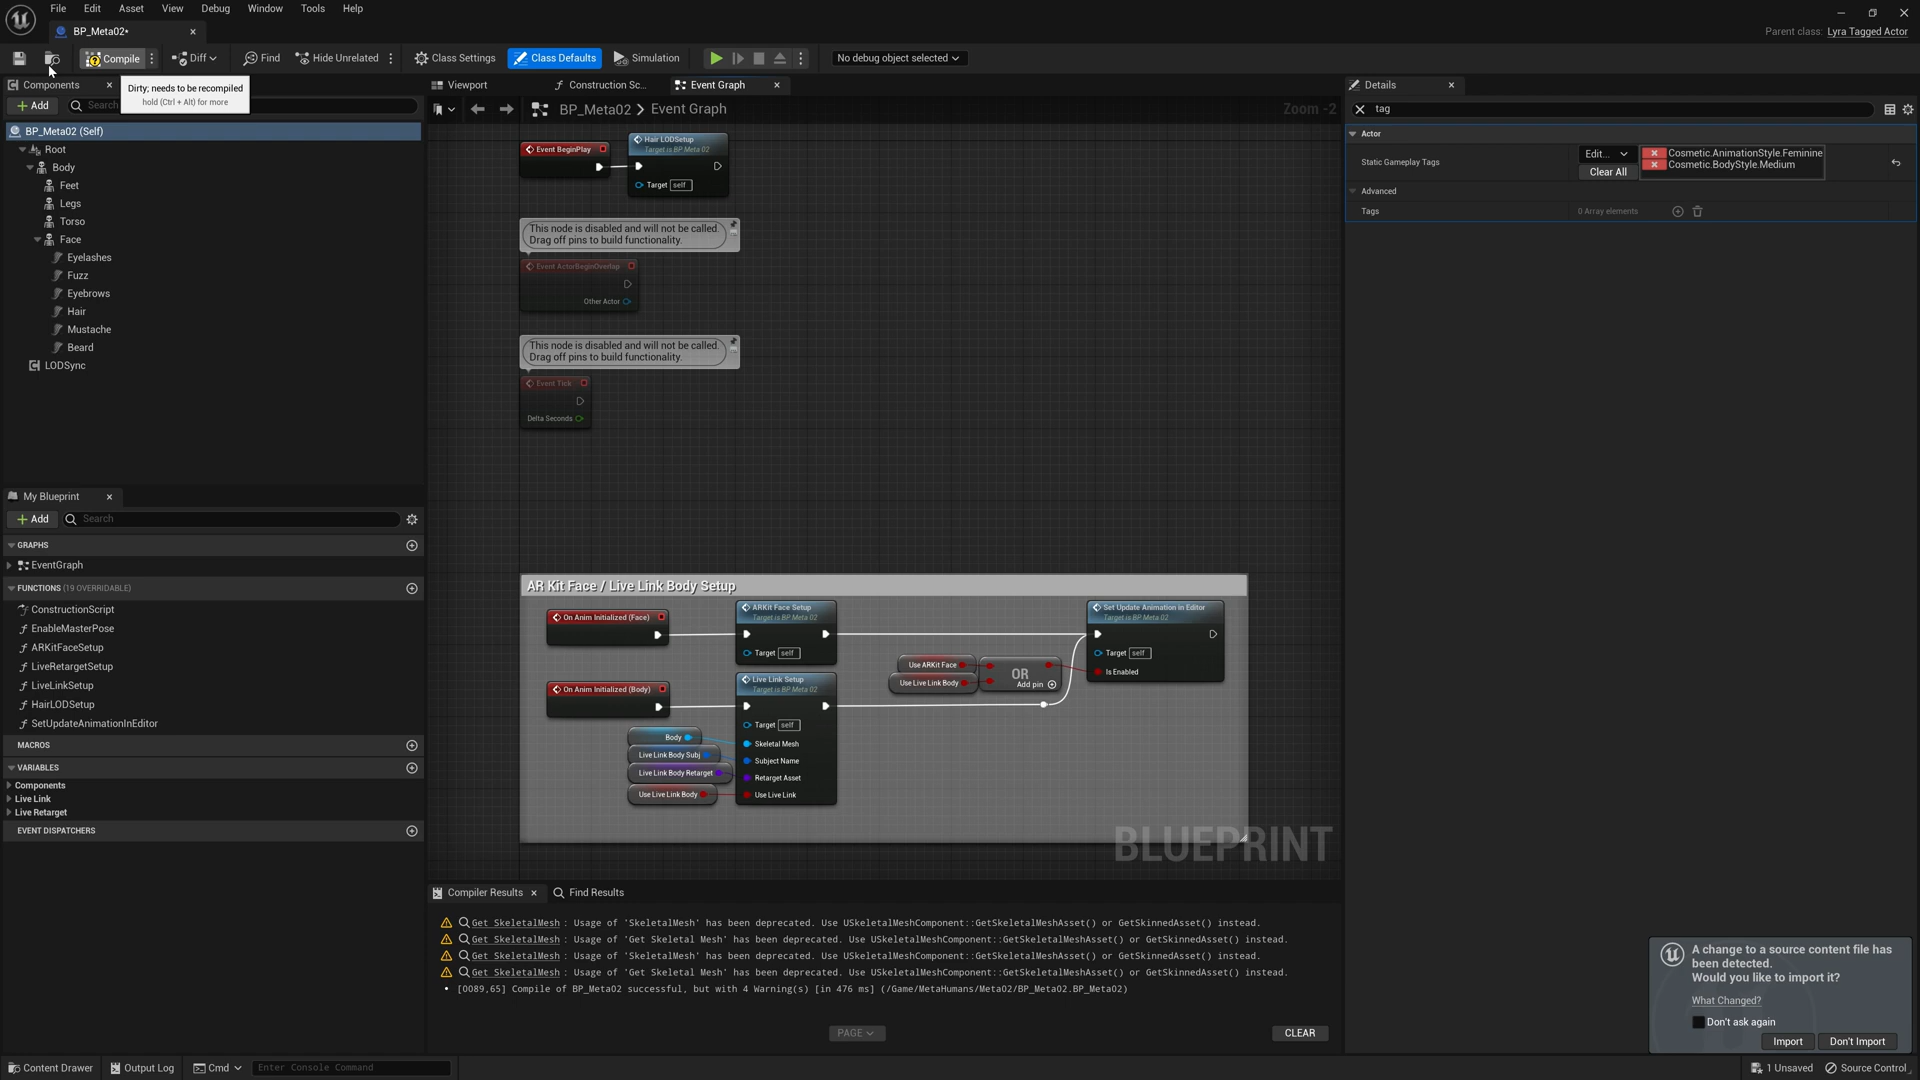 File Edit Asset View Debug Window Tools Help
BP_Meta02*
Parent class: Lyra Tagged Actor
Compile Diff Find Hide Unrelated Class Settings Class Defaults Simulation No debug object selected
Dirty; needs to be recompiled
hold (Ctrl + Alt) for more
Components
Add Search
BP_Meta02 (Self)
Root
Body
Feet
Legs
Torso
Face
Eyelashes
Fuzz
Eyebrows
Hair
Mustache
Beard
LODSync
My Blueprint
Add Search
GRAPHS
EventGraph
FUNCTIONS (19 OVERRIDABLE)
ConstructionScript
EnableMasterPose
ARKitFaceSetup
LiveRetargetSetup
LiveLinkSetup
HairLODSetup
SetUpdateAnimationInEditor
MACROS
VARIABLES
Components
Live Link
Live Retarget
EVENT DISPATCHERS
Viewport Construction Sc... Event Graph
BP_Meta02 > Event Graph
Zoom -2
Event BeginPlay
Hair LODSetup
Target is BP Meta 02
Target self
This node is disabled and will not be called.
Drag off pins to build functionality.
Event ActorBeginOverlap
Other Actor
This node is disabled and will not be called.
Drag off pins to build functionality.
Event Tick
Delta Seconds
AR Kit Face / Live Link Body Setup
On Anim Initialized (Face)
ARKit Face Setup
Target is BP Meta 02
Target self
Set Update Animation in Editor
Target is BP Meta 02
Target self
Is Enabled
Use ARKit Face
Use Live Link Body
OR
Add pin
On Anim Initialized (Body)
Live Link Setup
Target is BP Meta 02
Target self
Body
Skeletal Mesh
Live Link Body Subj
Subject Name
Live Link Body Retarget
Retarget Asset
Use Live Link Body
Use Live Link
BLUEPRINT
Compiler Results Find Results
Get SkeletalMesh : Usage of 'SkeletalMesh' has been deprecated. Use USkeletalMeshComponent::GetSkeletalMeshAsset() or GetSkinnedAsset() instead.
Get SkeletalMesh : Usage of 'Get Skeletal Mesh' has been deprecated. Use USkeletalMeshComponent::GetSkeletalMeshAsset() or GetSkinnedAsset() instead.
Get SkeletalMesh : Usage of 'SkeletalMesh' has been deprecated. Use USkeletalMeshComponent::GetSkeletalMeshAsset() or GetSkinnedAsset() instead.
Get SkeletalMesh : Usage of 'Get Skeletal Mesh' has been deprecated. Use USkeletalMeshComponent::GetSkeletalMeshAsset() or GetSkinnedAsset() instead.
[0089,65] Compile of BP_Meta02 successful, but with 4 Warning(s) [in 476 ms] (/Game/MetaHumans/Meta02/BP_Meta02.BP_Meta02)
PAGE
CLEAR
Details
tag
Actor
Static Gameplay Tags
Edit...
Clear All
Cosmetic.AnimationStyle.Feminine
Cosmetic.BodyStyle.Medium
Advanced
Tags 0 Array elements
A change to a source content file has
been detected.
Would you like to import it?
What Changed?
Don't ask again
Import Don't Import
Content Drawer Output Log Cmd Enter Console Command 1 Unsaved Source Control